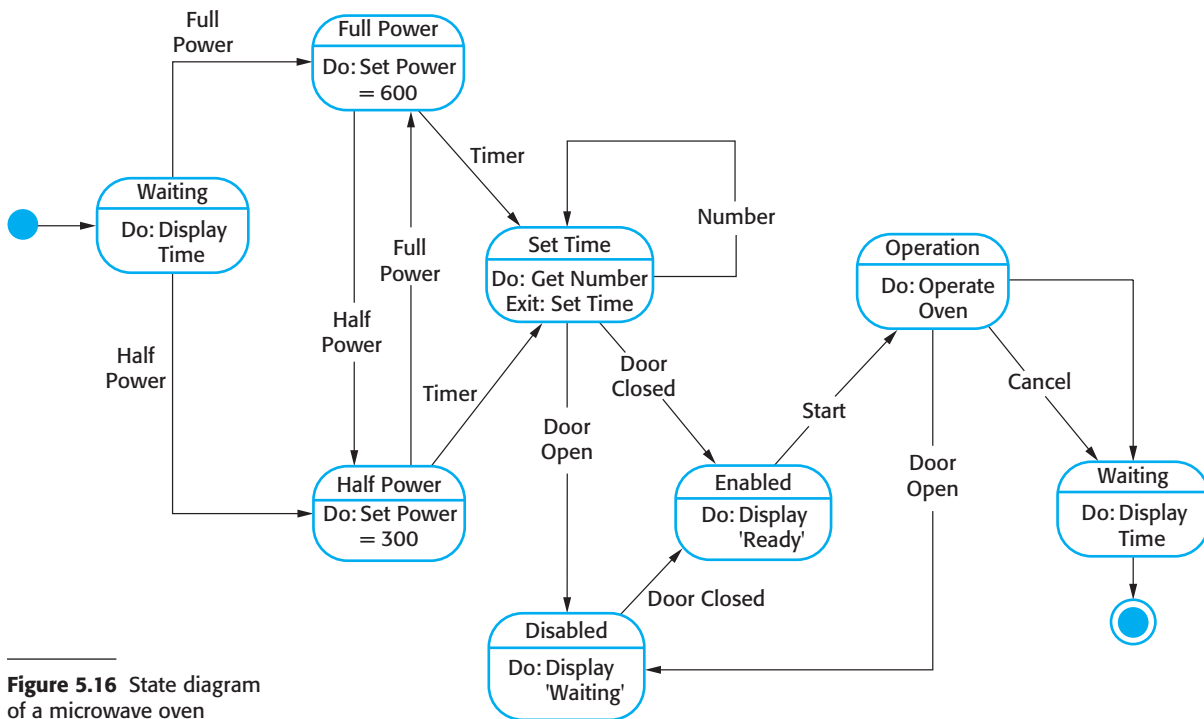 Full
Power
Full Power
Do: Set Power
= 600
Timer
Waiting
Do: Display
Time
Full
Power
Number
Set Time
Do: Get Number
Exit: Set Time
Operation
Do: Operate
Oven
Half
Power
Half
Power
Timer
Door
Closed
Cancel
Start
Door
Open
Door
Open
Half Power
Do: Set Power
= 300
Enabled
Do: Display
'Ready'
Waiting
Do: Display
Time
Door Closed
Disabled
Do: Display
'Waiting'
Figure 5.16 State diagram
of a microwave oven